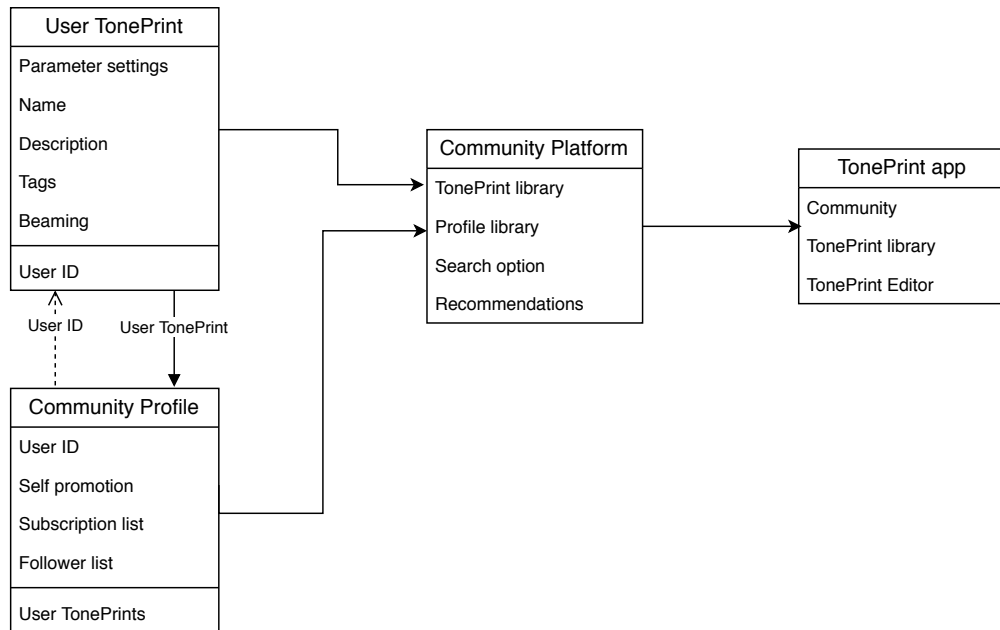 User TonePrint
Parameter settings
Name
Description
Tags
Beaming
User ID
User ID
User TonePrint
Community Profile
User ID
Self promotion
Subscription list
Follower list
User TonePrints
Community Platform
TonePrint library
Profile library
Search option
Recommendations
TonePrint app
Community
TonePrint library
TonePrint Editor